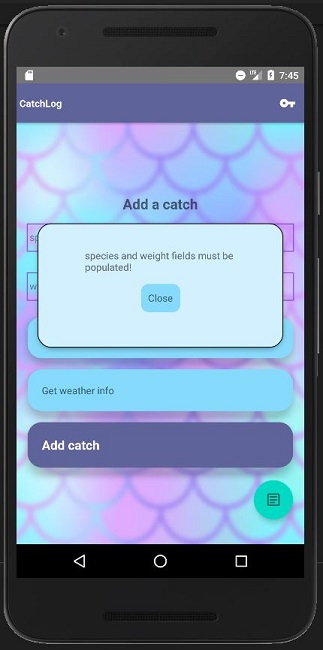 LTE
7:45
CatchLog
Add a catch
sp
w
species and weight fields must be
populated!
Close
Get weather info
Add catch